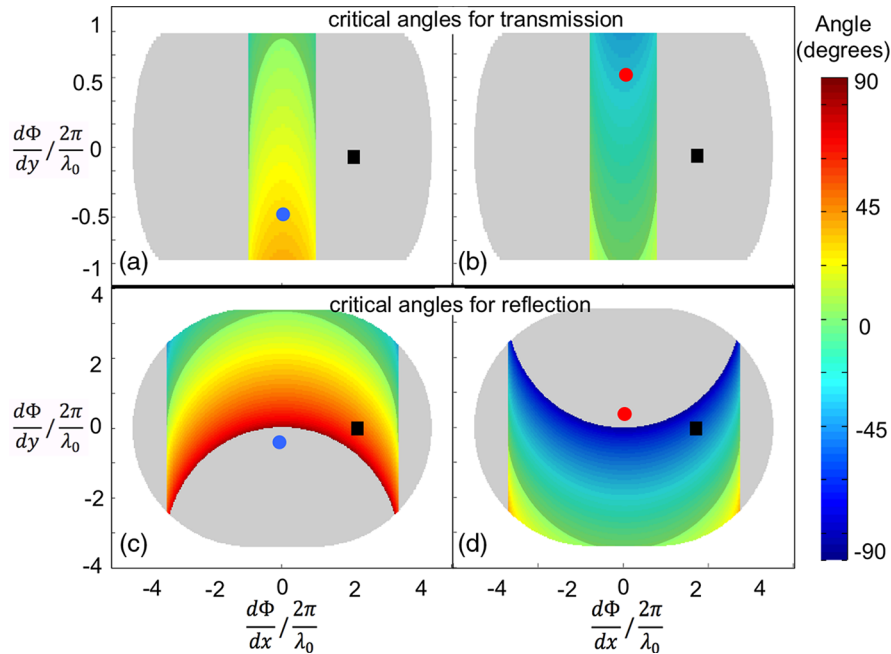 critical angles for transmission
Angle
(degrees)
1
0.5
0
-0.5
-1
dΦ/dy / 2π/λ₀
(a)
(b)
90
45
0
-45
-90
critical angles for reflection
4
2
0
-2
-4
dΦ/dy / 2π/λ₀
(c)
(d)
-4 -2 0 2 4
-4 -2 0 2 4
dΦ/dx / 2π/λ₀
dΦ/dx / 2π/λ₀